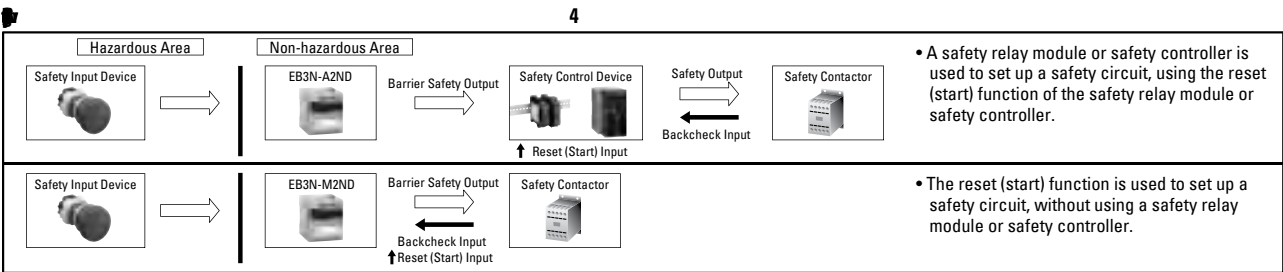 4
Hazardous Area
Non-hazardous Area
Safety Input Device
EB3N-A2ND
Barrier Safety Output
Safety Control Device
Safety Output
Safety Contactor
Backcheck Input
Reset (Start) Input
• A safety relay module or safety controller is
used to set up a safety circuit, using the reset
(start) function of the safety relay module or
safety controller.
Safety Input Device
EB3N-M2ND
Barrier Safety Output
Safety Contactor
Backcheck Input
Reset (Start) Input
• The reset (start) function is used to set up a
safety circuit, without using a safety relay
module or safety controller.